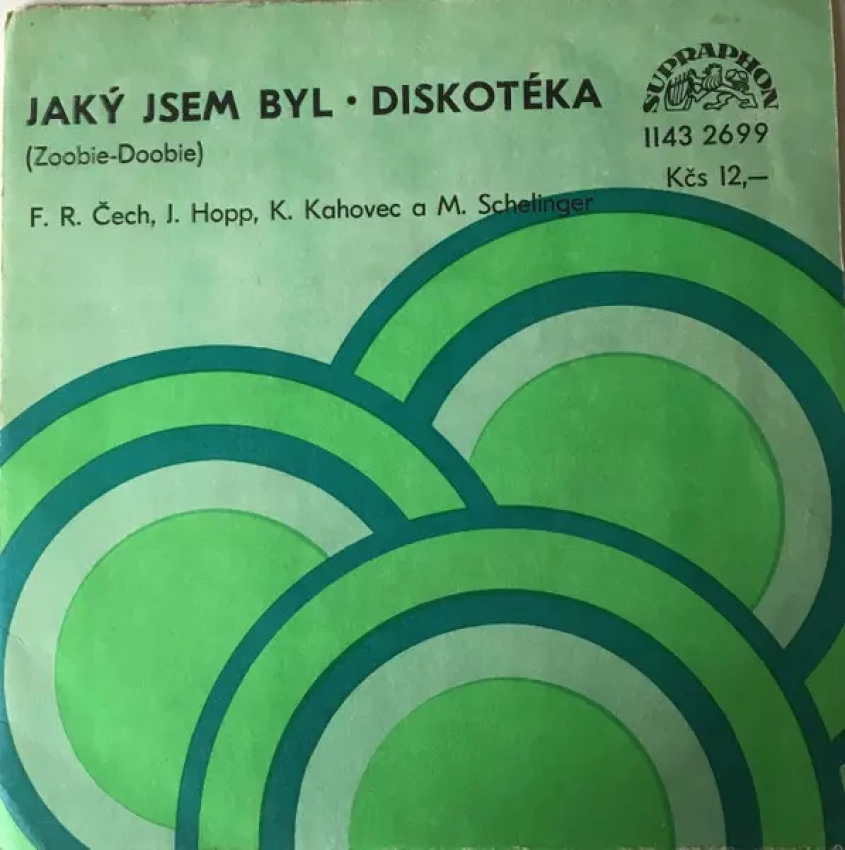 JAKÝ JSEM BYL · DISKOTÉKA
(Zoobie-Doobie)
F. R. Čech, J. Hopp, K. Kahovec a M. Schelinger
SUPRAPHON
1143 2699
Kčs 12,—